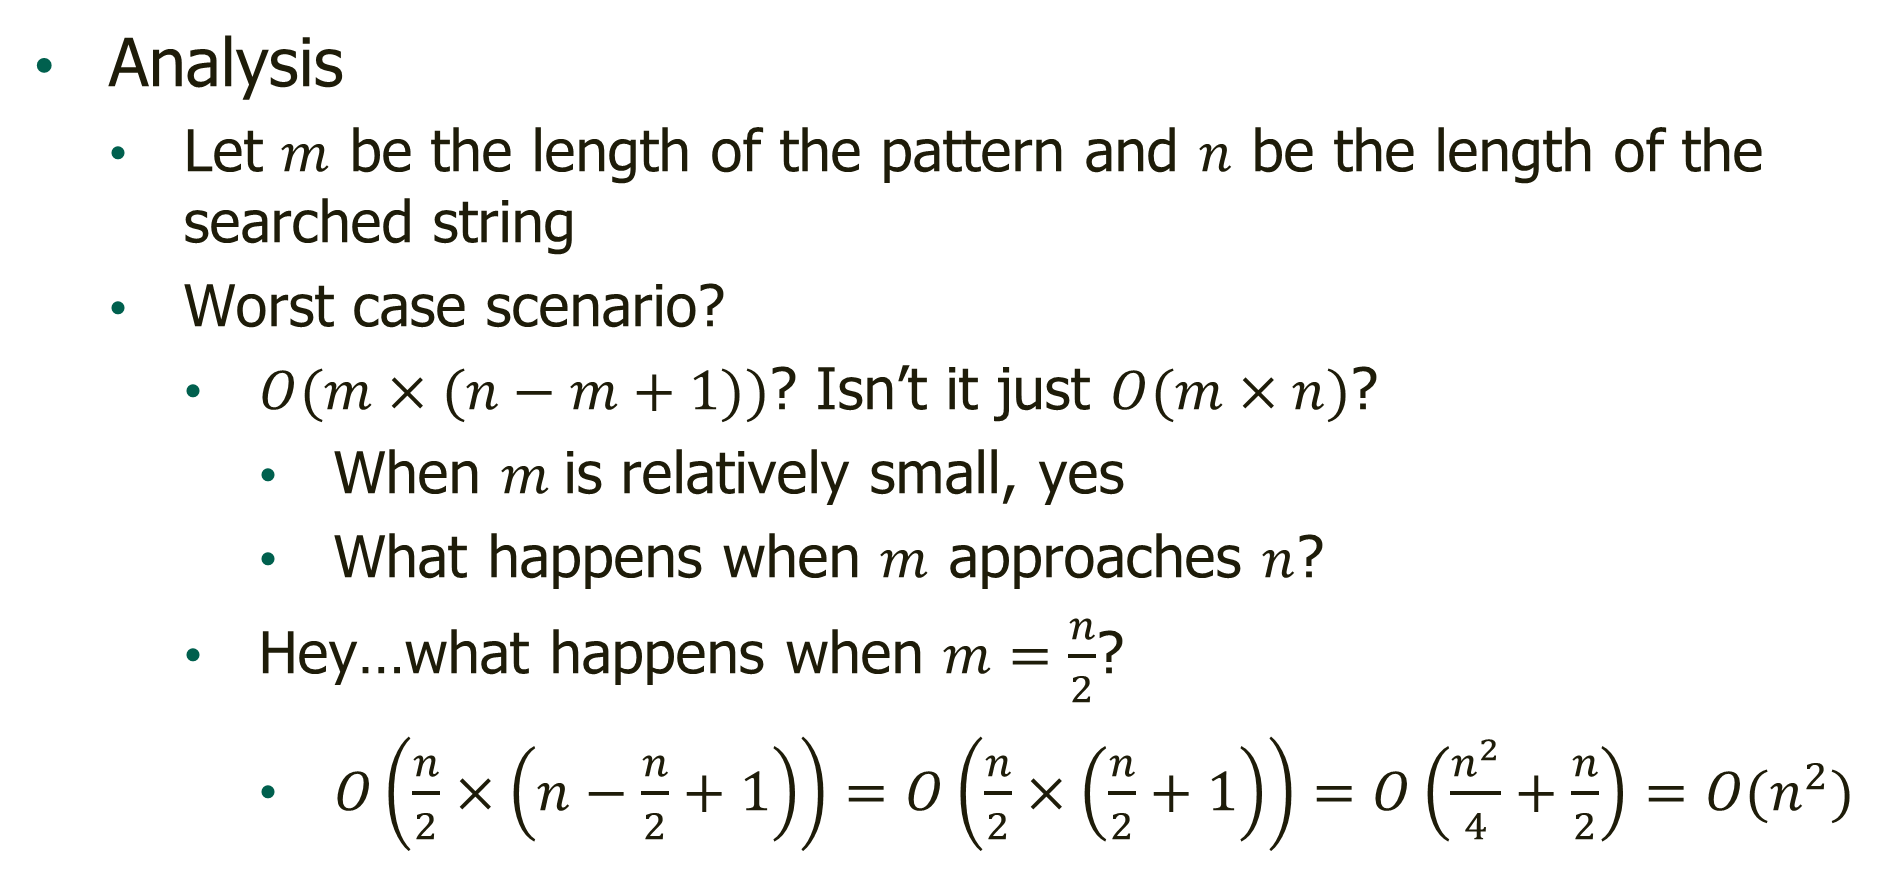 • Analysis
• Let m be the length of the pattern and n be the length of the
searched string
• Worst case scenario?
• O(m × (n − m + 1))? Isn’t it just O(m × n)?
• When m is relatively small, yes
• What happens when m approaches n?
• Hey…what happens when m = n/2?
• O(n/2 × (n − n/2 + 1)) = O(n/2 × (n/2 + 1)) = O(n²/4 + n/2) = O(n²)